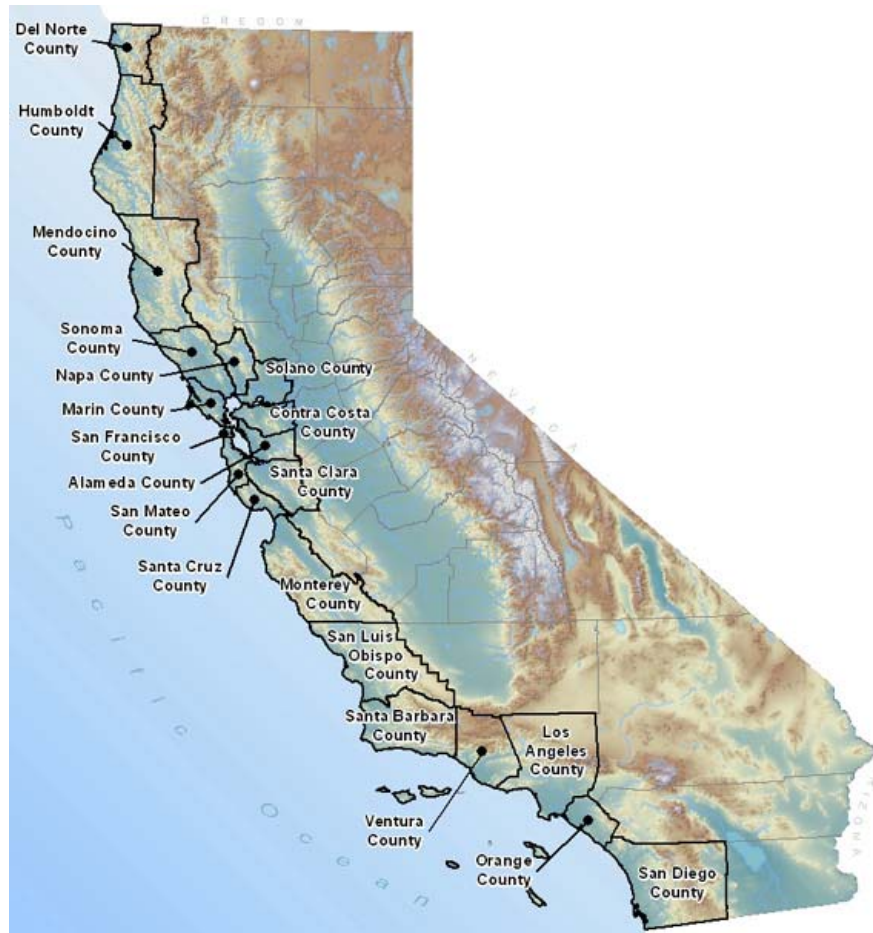 OREGON
Del Norte
County
Humboldt
County
Mendocino
County
Sonoma
County
Napa County
Solano County
Marin County
Contra Costa
County
San Francisco
County
Alameda County
Santa Clara
County
San Mateo
County
Santa Cruz
County
Monterey
County
San Luis
Obispo
County
Santa Barbara
County
Los
Angeles
County
Ventura
County
Orange
County
San Diego
County
NEVADA
ARIZONA
Pacific Ocean